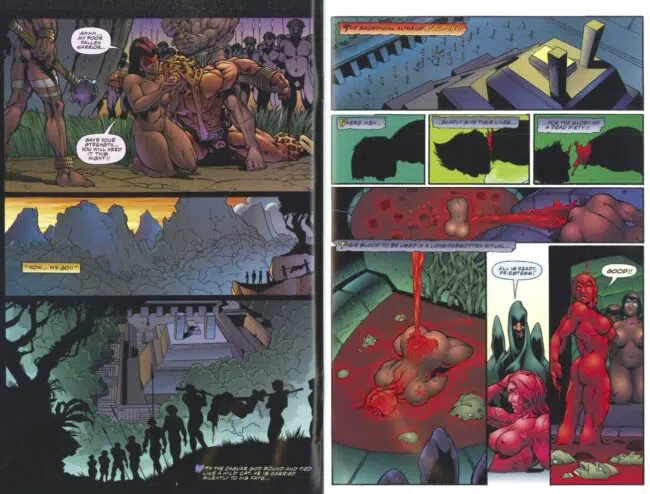 AHHH...
MY POOR
FALLEN
WARRIOR...
SAVE YOUR
STRENGTH...
YOU WILL NEED
IT THIS
NIGHT!!
"NOW... WE GO!!"
WITH THE JAGUAR GOD BOUND AND TIED
LIKE A WILD CAT, HE IS CARRIED
SILENTLY TO HIS FATE...
THE SACRIFICIAL ALTAR OF
WHERE MEN...
...GLADLY GIVE THEIR LIVES...
...FOR THE GLORY OF
A DEAD DIETY!!
THEIR BLOOD TO BE USED IN A LONG-FORGOTTEN RITUAL...
ALL IS READY,
PRIESTESS!
GOOD!!